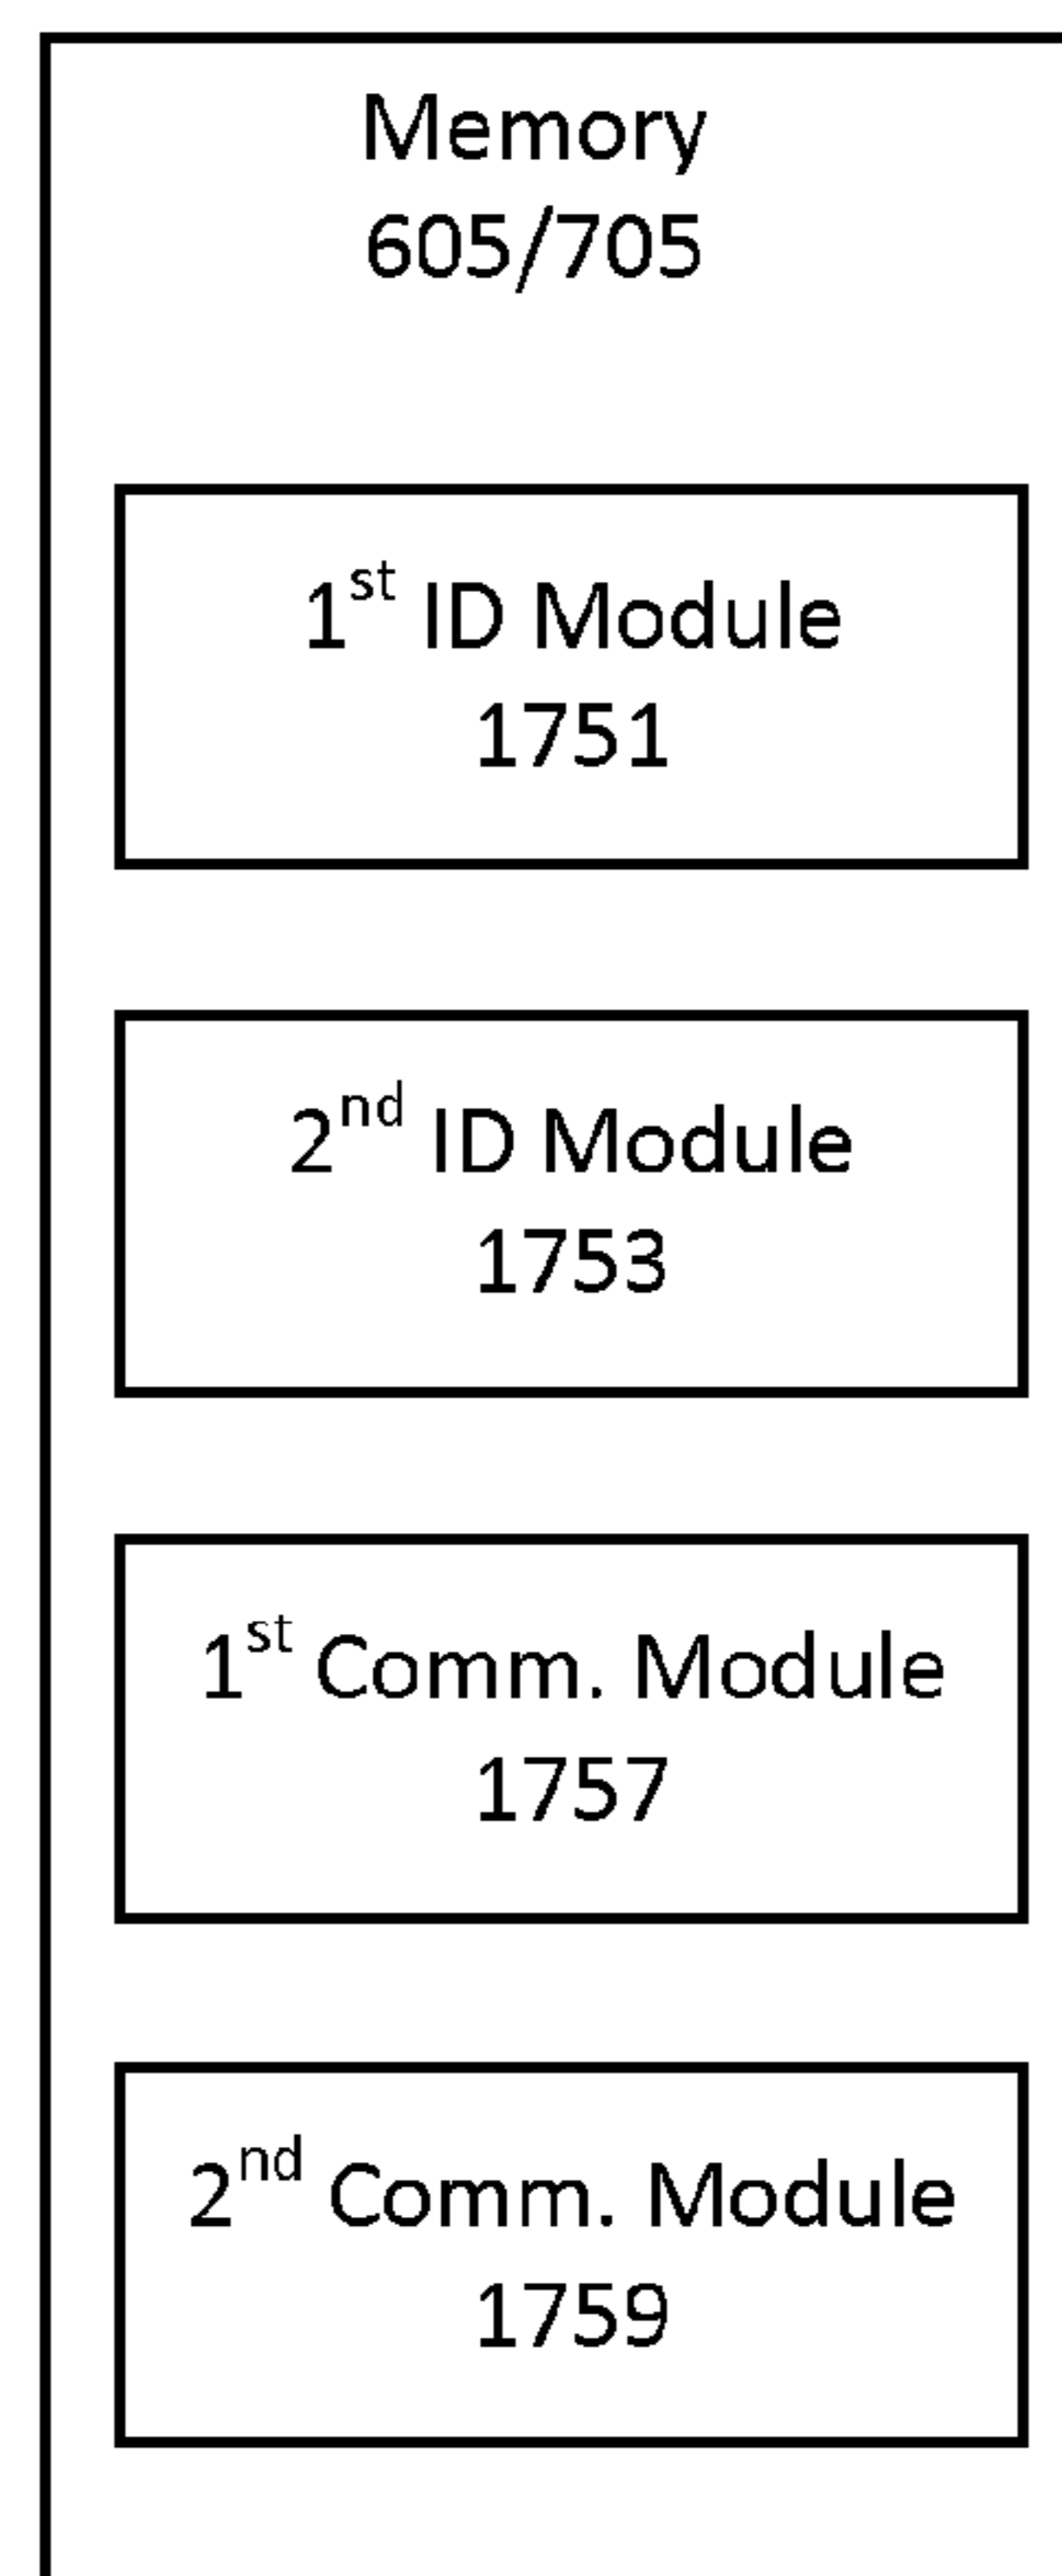 Memory
605/705
1st ID Module
1751
2nd ID Module
1753
1st Comm. Module
1757
2nd Comm. Module
1759